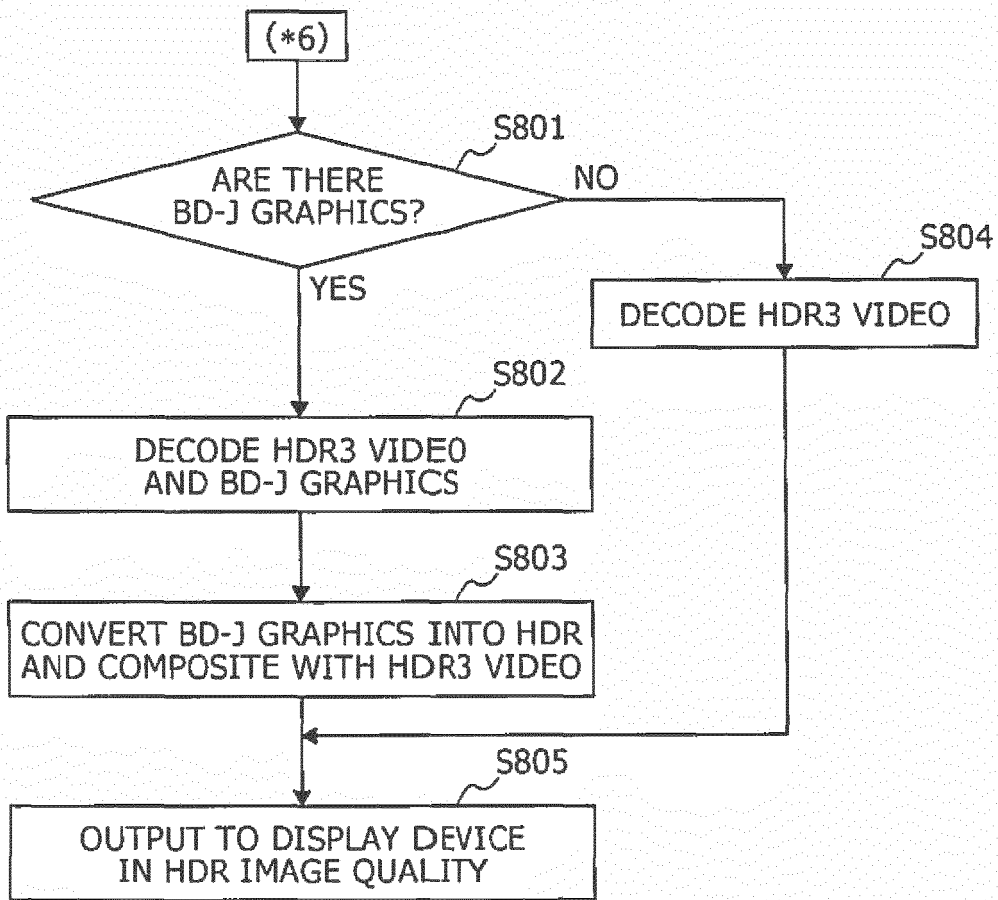 (*6)
S801
ARE THERE
BD-J GRAPHICS?
NO
YES
S804
DECODE HDR3 VIDEO
S802
DECODE HDR3 VIDEO
AND BD-J GRAPHICS
S803
CONVERT BD-J GRAPHICS INTO HDR
AND COMPOSITE WITH HDR3 VIDEO
S805
OUTPUT TO DISPLAY DEVICE
IN HDR IMAGE QUALITY